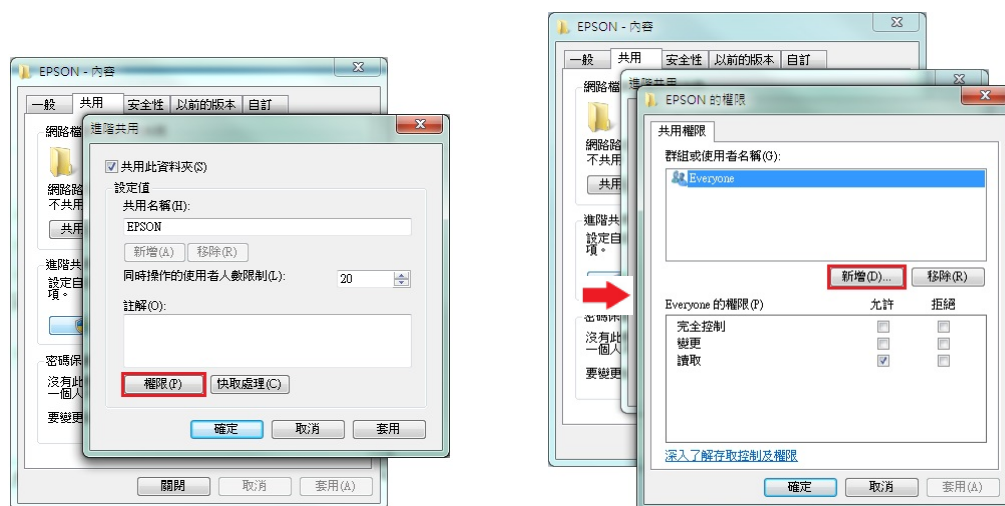 EPSON - 內容
一般 共用 安全性 以前的版本 自訂
網路檔
網路路
不共用
共用
進階共
設定自
項。
密碼保
沒有此
一個人
要變更
關閉 取消 套用(A)
進階共用
共用此資料夾(S)
設定值
共用名稱(H):
EPSON
新增(A) 移除(R)
同時操作的使用者人數限制(L): 20
註解(O):
權限(P) 快取處理(C)
確定 取消 套用
EPSON - 內容
一般 共用 安全性 以前的版本 自訂
網路檔
網路路
不共用
共用
進階共
設定自
項。
密碼保
沒有此
一個人
要變更
進階共用
EPSON 的權限
共用權限
群組或使用者名稱(G):
Everyone
新增(D)... 移除(R)
Everyone 的權限(P) 允許 拒絕
完全控制
變更
讀取
深入了解存取控制及權限
確定 取消 套用(A)